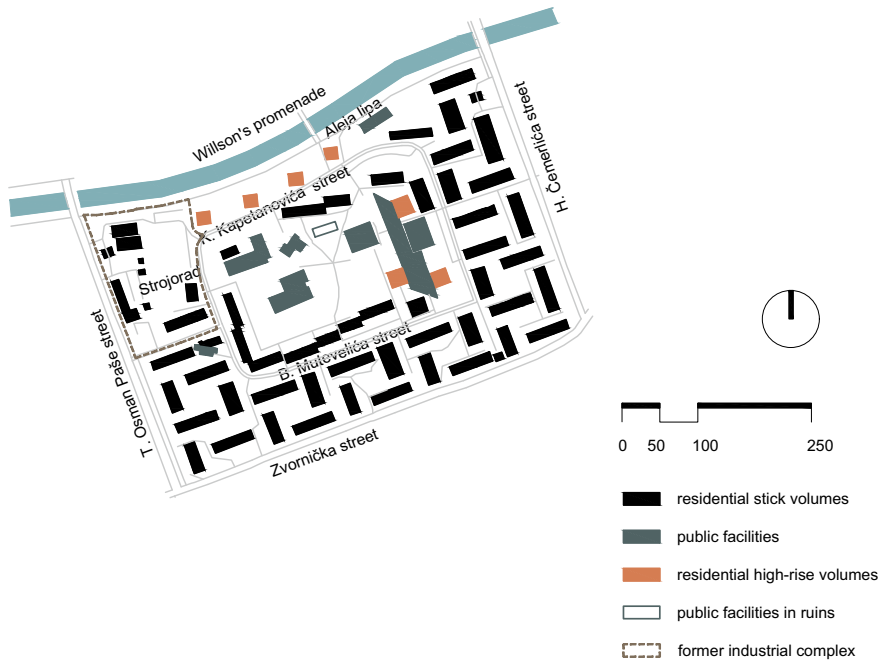 Willson's promenade
Aleja lipa
H. Čemerlića street
K. Kapetanovića street
Strojorad
T. Osman Paše street
B. Mutevelića street
Zvornička street
0 50 100 250
residential stick volumes
public facilities
residential high-rise volumes
public facilities in ruins
former industrial complex